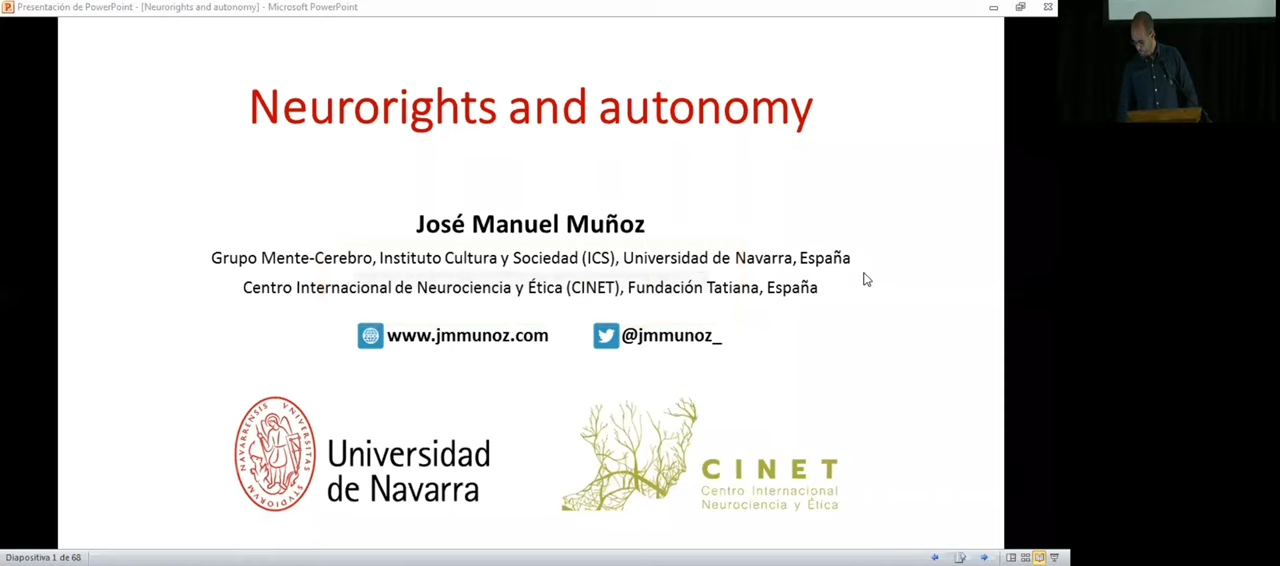 Presentación de PowerPoint - [Neurorights and autonomy] - Microsoft PowerPoint
Neurorights and autonomy
José Manuel Muñoz
Grupo Mente-Cerebro, Instituto Cultura y Sociedad (ICS), Universidad de Navarra, España
Centro Internacional de Neurociencia y Ética (CINET), Fundación Tatiana, España
www.jmmunoz.com @jmmunoz_
Universidad
de Navarra
CINET
Centro Internacional
Neurociencia y Ética
Diapositiva 1 de 68